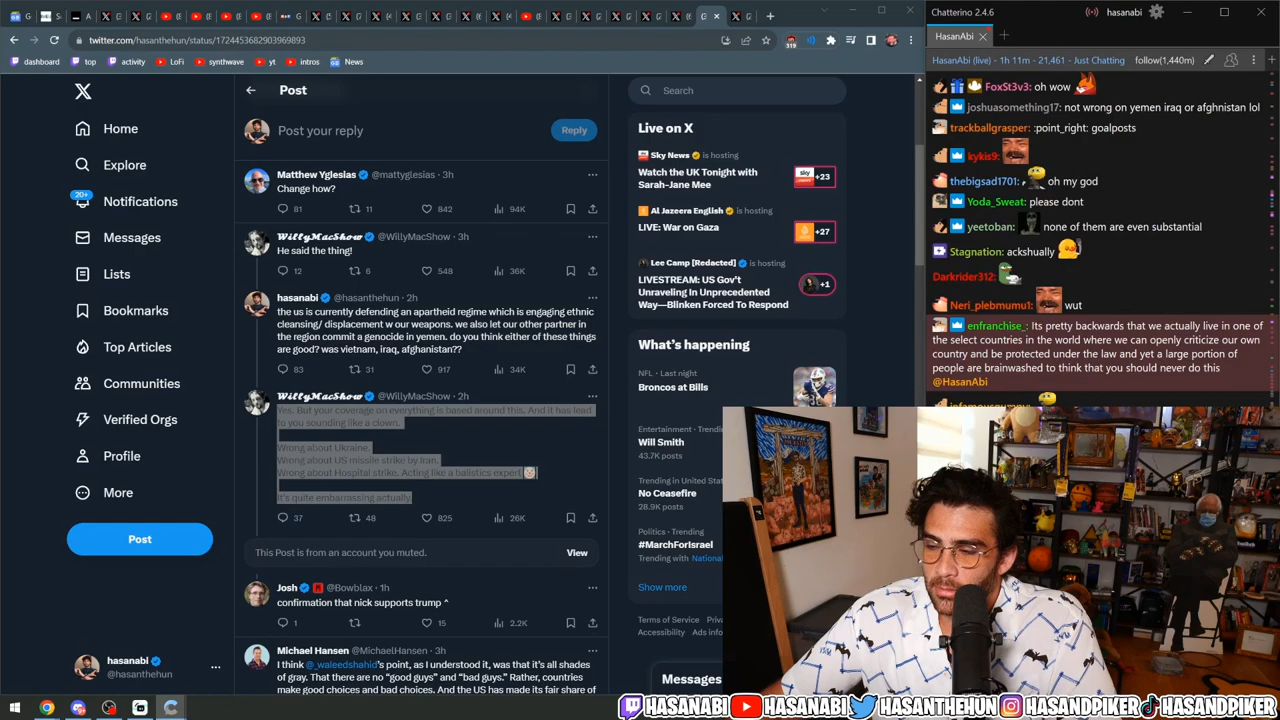 twitter.com/hasanthehun/status/1724453682903969893
319
dashboard
top
activity
LoFi
synthwave
yt
intros
News
Home
Explore
20+
Notifications
Messages
Lists
Bookmarks
Top Articles
Communities
Verified Orgs
Profile
More
Post
hasanabi
@hasanthehun
Post
Post your reply
Reply
Matthew Yglesias @mattyglesias · 3h
Change how?
81 11 842 94K
WillyMacShow @WillyMacShow · 3h
He said the thing!
12 6 548 36K
hasanabi @hasanthehun · 2h
the us is currently defending an apartheid regime which is engaging ethnic
cleansing/ displacement w our weapons. we also let our other partner in
the region commit a genocide in yemen. do you think either of these things
are good? was vietnam, iraq, afghanistan??
83 31 917 34K
WillyMacShow @WillyMacShow · 2h
Yes. But your coverage on everything is based around this. And it has lead
to you sounding like a clown.
Wrong about Ukraine.
Wrong about US missile strike by Iran.
Wrong about Hospital strike. Acting like a balistics expert
It's quite embarrassing actually.
37 48 825 26K
This Post is from an account you muted.
View
Josh @Bowblax · 1h
confirmation that nick supports trump ^
1 15 2.2K
Michael Hansen @MichaelHansen · 3h
I think @_waleedshahid's point, as I understood it, was that it's all shades
of gray. That there are no "good guys" and "bad guys". Rather, countries
make good choices and bad choices. And the US has made its fair share of
Search
Live on X
Sky News is hosting
Watch the UK Tonight with
Sarah-Jane Mee
sky
+23
Al Jazeera English is hosting
LIVE: War on Gaza
+27
Lee Camp [Redacted] is hosting
LIVESTREAM: US Gov't
Unraveling In Unprecedented
Way—Blinken Forced To Respond
+1
What's happening
NFL · Last night
Broncos at Bills
Entertainment · Trending
Will Smith
43.7K posts
Trending in United States
No Ceasefire
28.9K posts
Politics · Trending
#MarchForIsrael
Trending with
Show more
Terms of Service
Accessibility
Messages
Chatterino 2.4.6
hasanabi
HasanAbi
HasanAbi (live) - 1h 11m - 21,461 - Just Chatting
follow(1,440m)
FoxSt3v3: oh wow
joshuasomething17: not wrong on yemen iraq or afghnistan lol
trackballgrasper: :point_right: goalposts
kykis9:
thebigsad1701: oh my god
Yoda_Sweat: please dont
yeetoban: none of them are even substantial
Stagnation: ackshually
Darkrider312:
Neri_plebmumu1: wut
enfranchise_: Its pretty backwards that we actually live in one of
the select countries in the world where we can openly criticize our own
country and be protected under the law and yet a large portion of
people are brainwashed to think that you should never do this
@HasanAbi
HASANABI
HASANABI
HASANTHEHUN
HASANDPIKER
HASANDPIKER